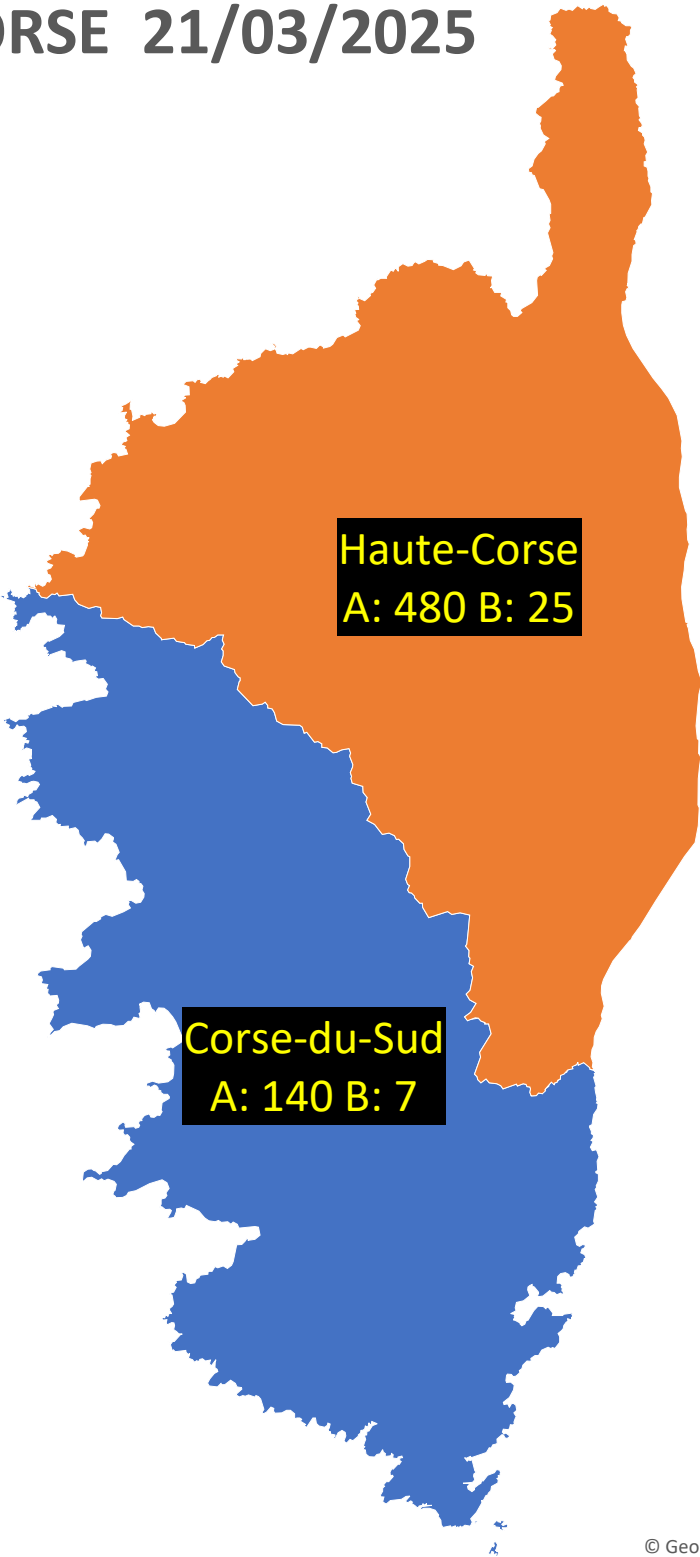 ORSE 21/03/2025
Haute-Corse
A: 480 B: 25
Corse-du-Sud
A: 140 B: 7
© Geo